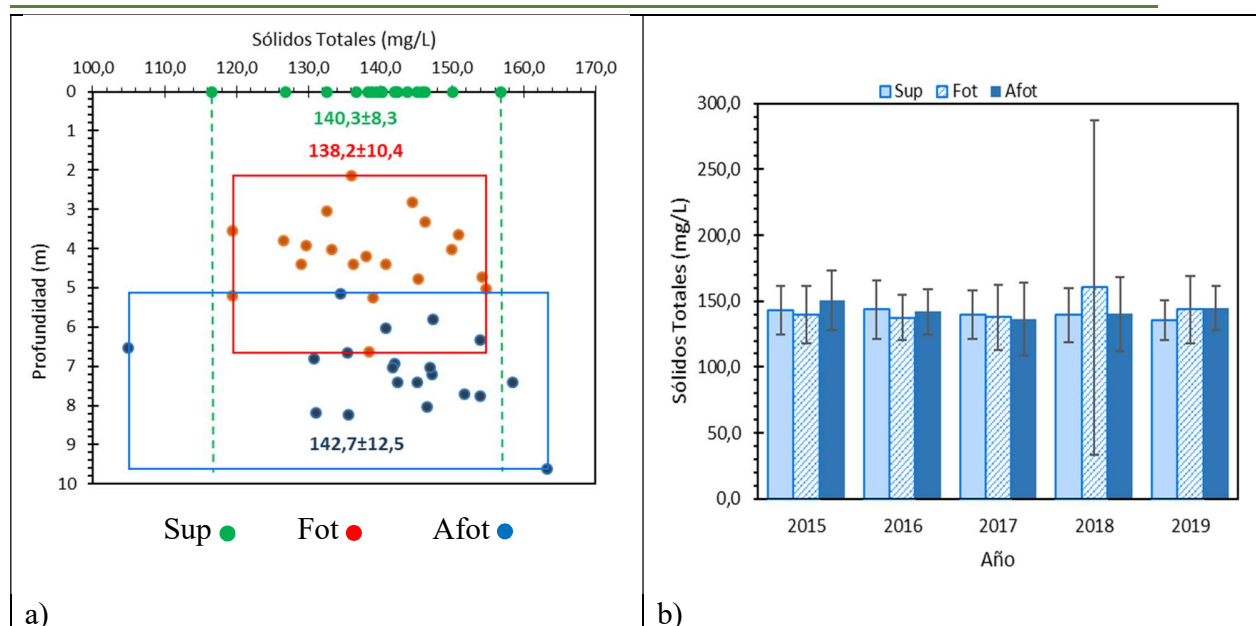 Sólidos Totales (mg/L)
100,0 110,0 120,0 130,0 140,0 150,0 160,0 170,0
0
1
2
3
4
5
6
7
8
9
10
Profundidad (m)
140,3±8,3
138,2±10,4
142,7±12,5
Sup Fot Afot
a)
Sup Fot Afot
300,0
250,0
200,0
150,0
100,0
50,0
0,0
Sólidos Totales (mg/L)
2015 2016 2017 2018 2019
Año
b)